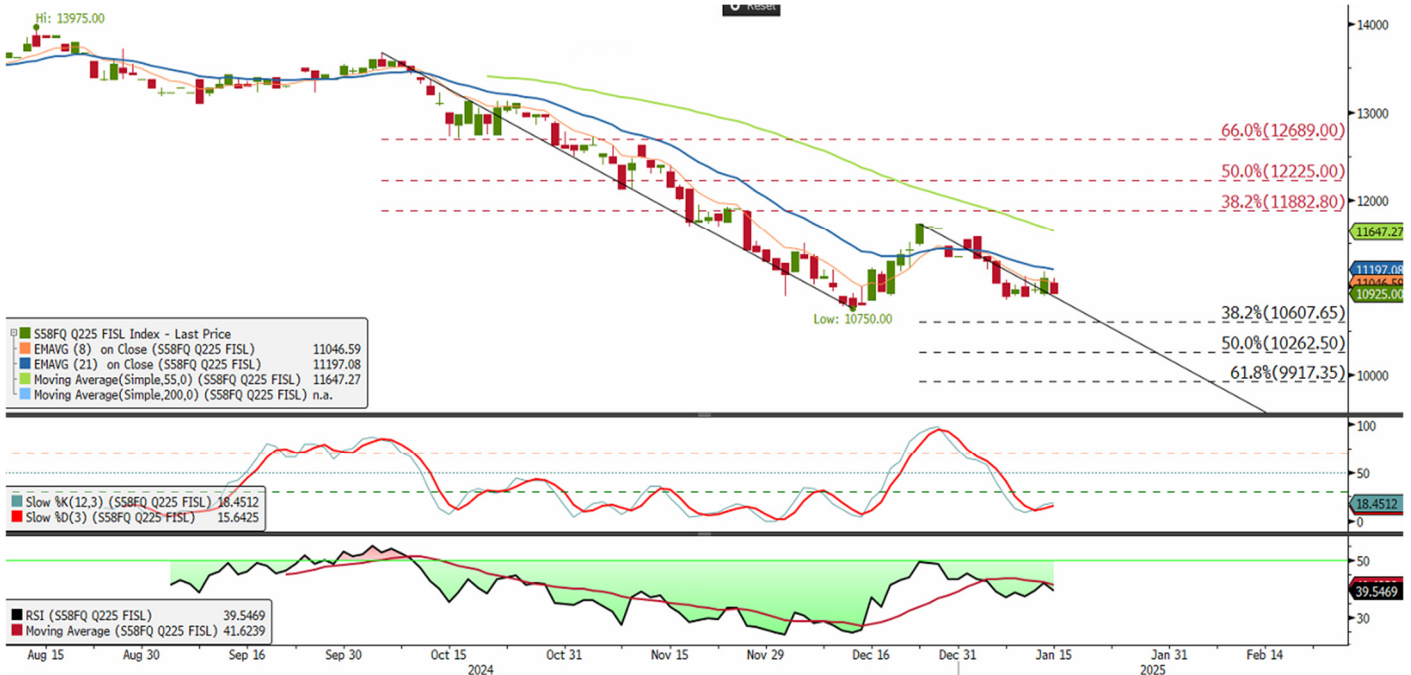 Reset
Hi: 13975.00
14000
13000
66.0%(12689.00)
50.0%(12225.00)
12000
38.2%(11882.80)
11647.27
11197.08
11046.59
10925.00
Low: 10750.00
38.2%(10607.65)
50.0%(10262.50)
61.8%(9917.35)
10000
S58FQ Q225 FISL Index - Last Price
EMAVG (8) on Close (S58FQ Q225 FISL) 11046.59
EMAVG (21) on Close (S58FQ Q225 FISL) 11197.08
Moving Average(Simple,55,0) (S58FQ Q225 FISL) 11647.27
Moving Average(Simple,200,0) (S58FQ Q225 FISL) n.a.
100
50
0
18.4512
Slow %K(12,3) (S58FQ Q225 FISL) 18.4512
Slow %D(3) (S58FQ Q225 FISL) 15.6425
50
39.5469
30
RSI (S58FQ Q225 FISL) 39.5469
Moving Average (S58FQ Q225 FISL) 41.6239
Aug 15 Aug 30 Sep 16 Sep 30 Oct 15 Oct 31 Nov 15 Nov 29 Dec 16 Dec 31 Jan 15 Jan 31 Feb 14
2024 2025